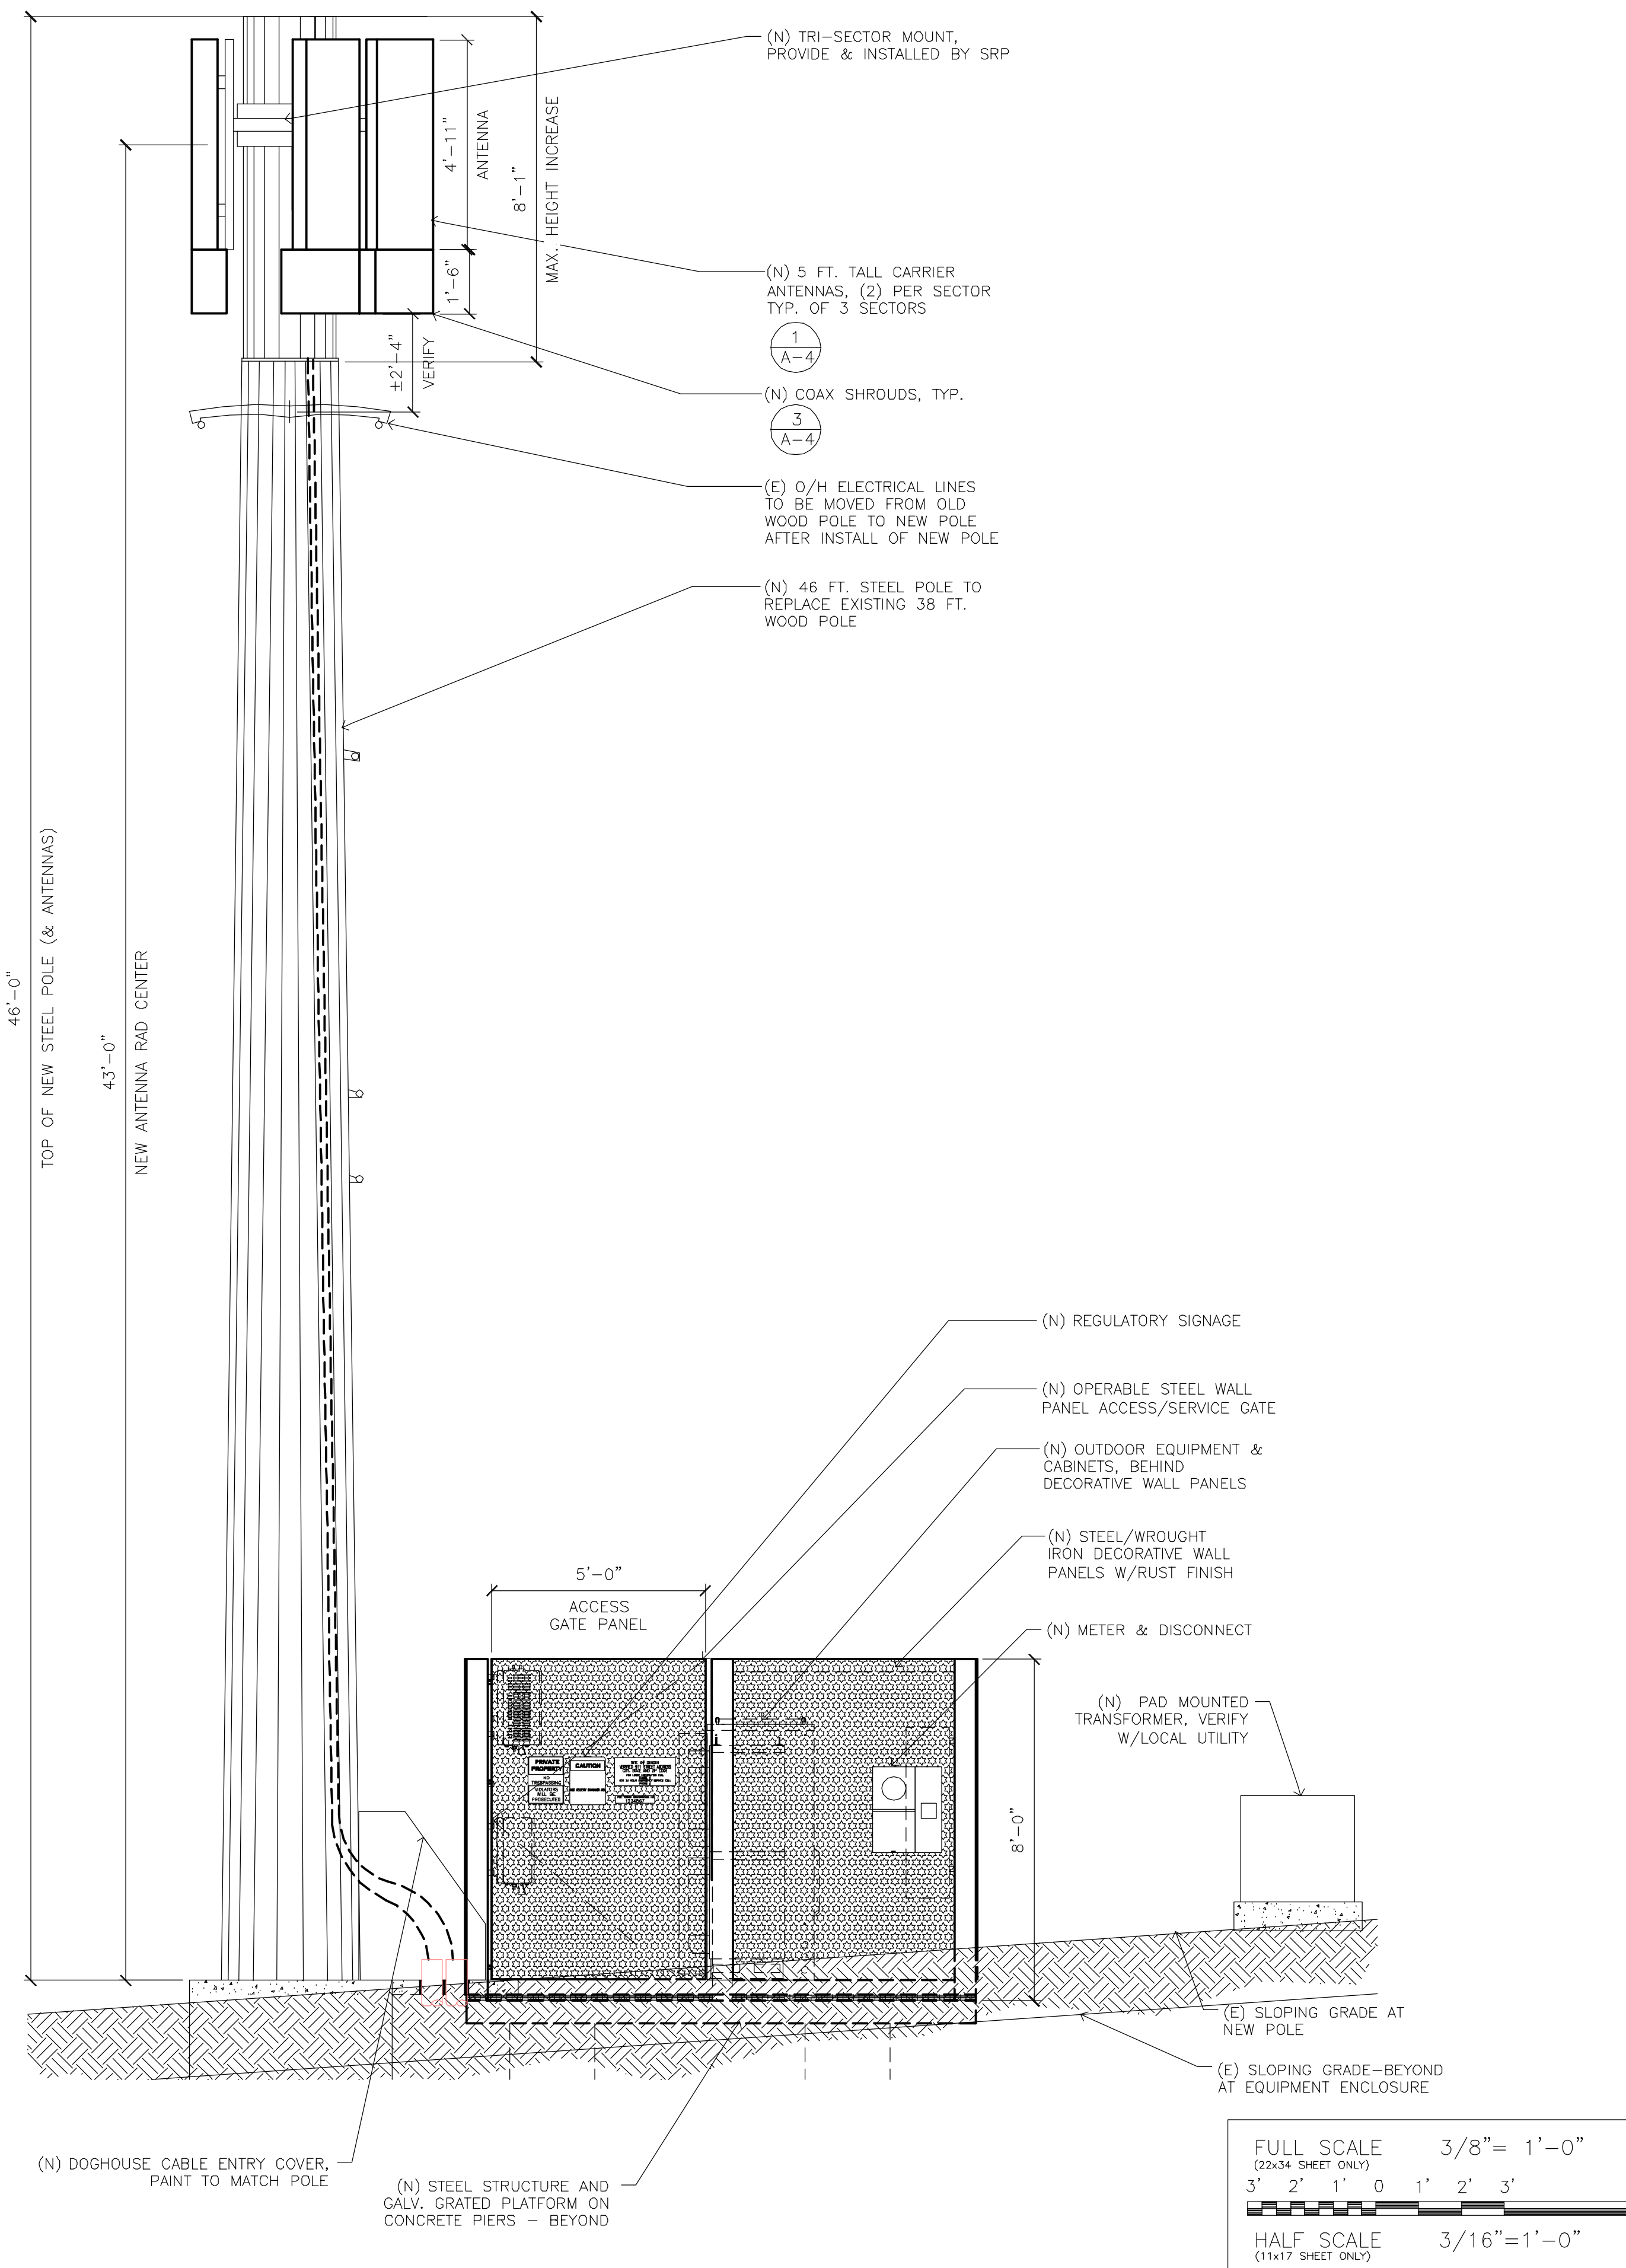 (N) TRI-SECTOR MOUNT,
PROVIDE & INSTALLED BY SRP
4'-11"
ANTENNA
8'-1"
MAX. HEIGHT INCREASE
1'-6"
±2'-4"
VERIFY
(N) 5 FT. TALL CARRIER
ANTENNAS, (2) PER SECTOR
TYP. OF 3 SECTORS
1
A-4
(N) COAX SHROUDS, TYP.
3
A-4
(E) O/H ELECTRICAL LINES
TO BE MOVED FROM OLD
WOOD POLE TO NEW POLE
AFTER INSTALL OF NEW POLE
(N) 46 FT. STEEL POLE TO
REPLACE EXISTING 38 FT.
WOOD POLE
46'-0"
TOP OF NEW STEEL POLE (& ANTENNAS)
43'-0"
NEW ANTENNA RAD CENTER
(N) REGULATORY SIGNAGE
(N) OPERABLE STEEL WALL
PANEL ACCESS/SERVICE GATE
(N) OUTDOOR EQUIPMENT &
CABINETS, BEHIND
DECORATIVE WALL PANELS
(N) STEEL/WROUGHT
IRON DECORATIVE WALL
PANELS W/RUST FINISH
(N) METER & DISCONNECT
5'-0"
ACCESS
GATE PANEL
(N) PAD MOUNTED
TRANSFORMER, VERIFY
W/LOCAL UTILITY
8'-0"
PRIVATE
PROPERTY
NO
TRESPASSING
VIOLATORS
WILL BE
PROSECUTED
CAUTION
(E) SLOPING GRADE AT
NEW POLE
(E) SLOPING GRADE-BEYOND
AT EQUIPMENT ENCLOSURE
(N) DOGHOUSE CABLE ENTRY COVER,
PAINT TO MATCH POLE
(N) STEEL STRUCTURE AND
GALV. GRATED PLATFORM ON
CONCRETE PIERS - BEYOND
FULL SCALE 3/8"= 1'-0"
(22x34 SHEET ONLY)
3' 2' 1' 0 1' 2' 3'
HALF SCALE 3/16"=1'-0"
(11x17 SHEET ONLY)